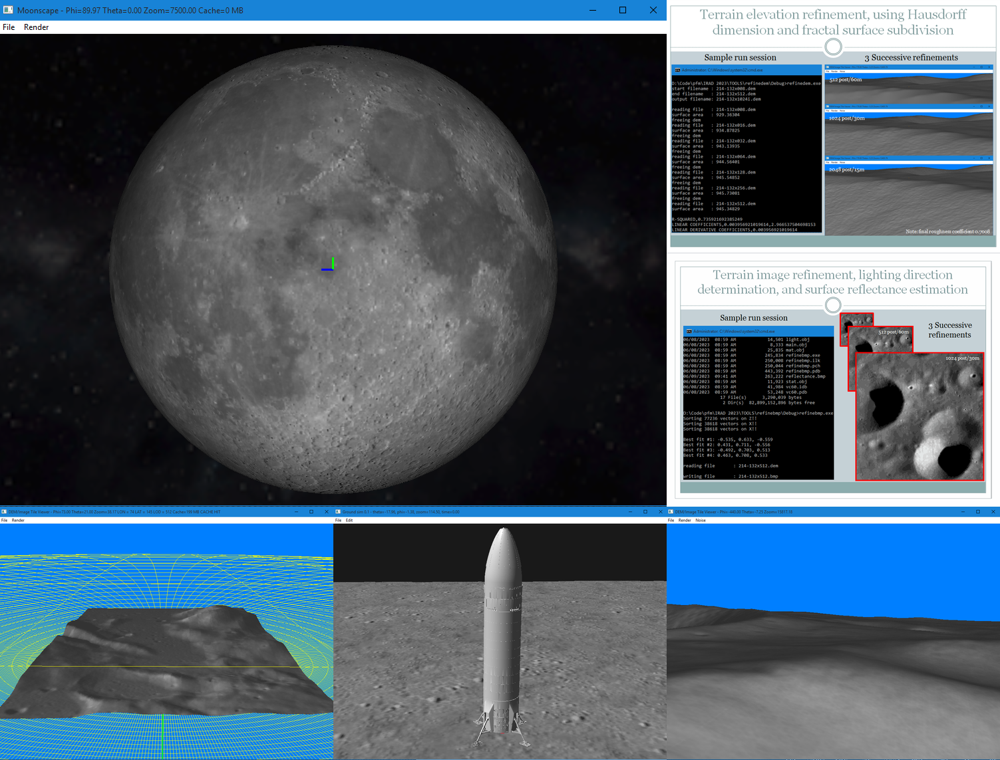 Moonscape - Phi=89.97 Theta=0.00 Zoom=7500.00 Cache=0 MB
File Render
Terrain elevation refinement, using Hausdorff
dimension and fractal surface subdivision
Sample run session
3 Successive refinements
Administrator: C:\Windows\system32\cmd.exe
D:\Code\pfm\IRAD 2023\TOOLS\refinedem\Debug>refinedem.exe
start filename : 214-132x008.dem
end filename : 214-132x512.dem
output filename: 214-132x1024i.dem
reading file : 214-132x008.dem
surface area : 929.36304
freeing dem
reading file : 214-132x016.dem
surface area : 934.87825
freeing dem
reading file : 214-132x032.dem
surface area : 943.13935
freeing dem
reading file : 214-132x064.dem
surface area : 944.56401
freeing dem
reading file : 214-132x128.dem
surface area : 945.54852
freeing dem
reading file : 214-132x256.dem
surface area : 945.73081
freeing dem
reading file : 214-132x512.dem
surface area : 945.34829
R-SQUARED,0.735921692385249
LINEAR COEFFICIENTS,0.003956921019614,2.966537504698153
LINEAR DERIVATIVE COEFFICIENTS,0.003956921019614
512 post/60m
1024 post/30m
2048 post/15m
Note: final roughness coefficient 0.7008
Terrain image refinement, lighting direction
determination, and surface reflectance estimation
Sample run session
3 Successive
refinements
Administrator: C:\Windows\system32\cmd.exe
06/08/2023 08:59 AM 14,501 light.obj
06/08/2023 08:59 AM 8,333 main.obj
06/08/2023 08:59 AM 25,835 mat.obj
06/08/2023 08:59 AM 245,834 refinebmp.exe
06/08/2023 08:59 AM 250,008 refinebmp.ilk
06/08/2023 08:59 AM 250,044 refinebmp.pch
06/08/2023 08:59 AM 443,392 refinebmp.pdb
06/09/2023 09:41 AM 263,222 reflectance.bmp
06/08/2023 08:59 AM 11,923 stat.obj
06/08/2023 08:59 AM 41,984 vc60.idb
06/08/2023 08:59 AM 53,248 vc60.pdb
17 File(s) 3,290,039 bytes
2 Dir(s) 82,899,152,896 bytes free
D:\Code\pfm\IRAD 2023\TOOLS\refinebmp\Debug>refinebmp.exe
Sorting 77236 vectors on Z!!
Sorting 38618 vectors on X!!
Sorting 38618 vectors on X!!
Best fit #1: -0.535, 0.633, -0.559
Best fit #2: 0.431, 0.711, -0.556
Best fit #3: -0.492, 0.703, 0.513
Best fit #4: 0.463, 0.708, 0.533
reading file : 214-132x512.dem
writing file : 214-132x512.bmp
512 post/60m
1024 post/30m
DEM/Image Tile Viewer - Phi=73.00 Theta=21.00 Zoom=39.17 LON = 74 LAT = 145 LOD = 512 Cache=199 MB CACHE HIT
File Render
Ground sim 0.1 - theta=-17.96, phi=-1.38, zoom=114.59, time=0.00
File Edit
DEM/Image Tile Viewer - Phi=-440.00 Theta=-7.25 Zoom=15917.18
File Render Noise